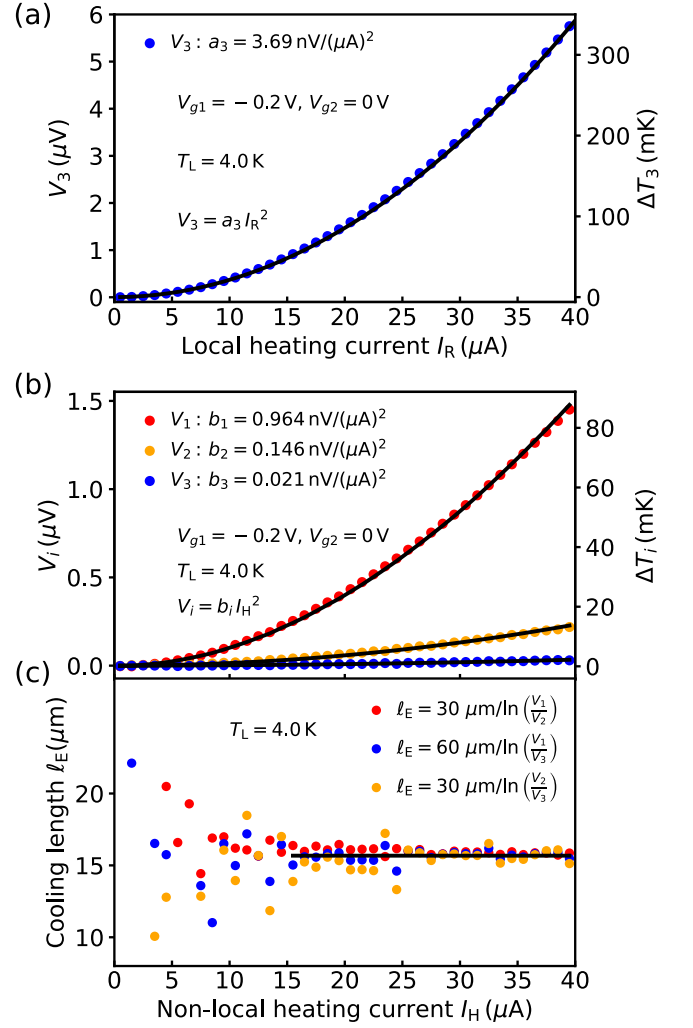 (a)
6
5
4
3
2
1
0
V₃ (µV)
V₃ : a₃ = 3.69 nV/(µA)²
V_g1 = −0.2 V, V_g2 = 0 V
T_L = 4.0 K
V₃ = a₃ I_R²
300
200
100
0
ΔT₃ (mK)
0 5 10 15 20 25 30 35 40
Local heating current I_R (µA)
(b)
1.5
1.0
0.5
0.0
V_i (µV)
V₁ : b₁ = 0.964 nV/(µA)²
V₂ : b₂ = 0.146 nV/(µA)²
V₃ : b₃ = 0.021 nV/(µA)²
V_g1 = −0.2 V, V_g2 = 0 V
T_L = 4.0 K
V_i = b_i I_H²
80
60
40
20
0
ΔT_i (mK)
(c)
20
15
10
Cooling length ℓ_E (µm)
T_L = 4.0 K
ℓ_E = 30 µm/ln (V₁/V₂)
ℓ_E = 60 µm/ln (V₁/V₃)
ℓ_E = 30 µm/ln (V₂/V₃)
0 5 10 15 20 25 30 35 40
Non-local heating current I_H (µA)